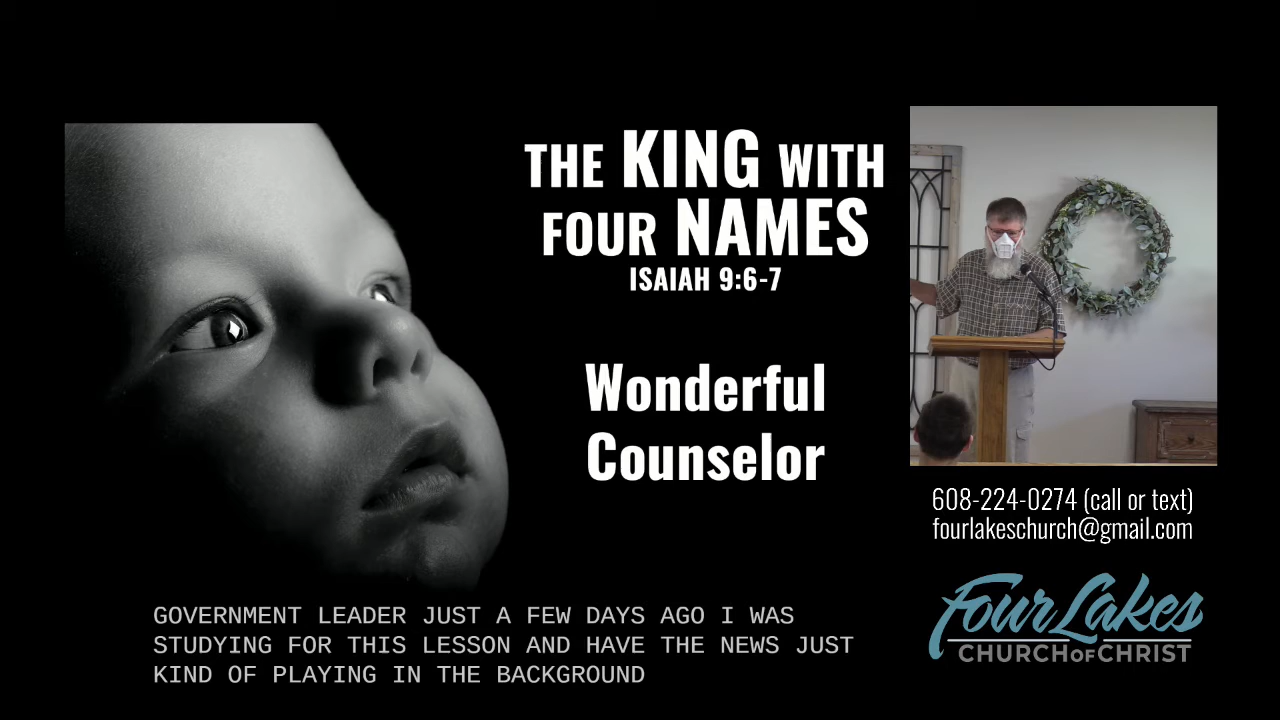 THE KING WITH
FOUR NAMES
ISAIAH 9:6-7
Wonderful
Counselor
608-224-0274 (call or text)
fourlakeschurch@gmail.com
Four Lakes
CHURCH OF CHRIST
GOVERNMENT LEADER JUST A FEW DAYS AGO I WAS
STUDYING FOR THIS LESSON AND HAVE THE NEWS JUST
KIND OF PLAYING IN THE BACKGROUND